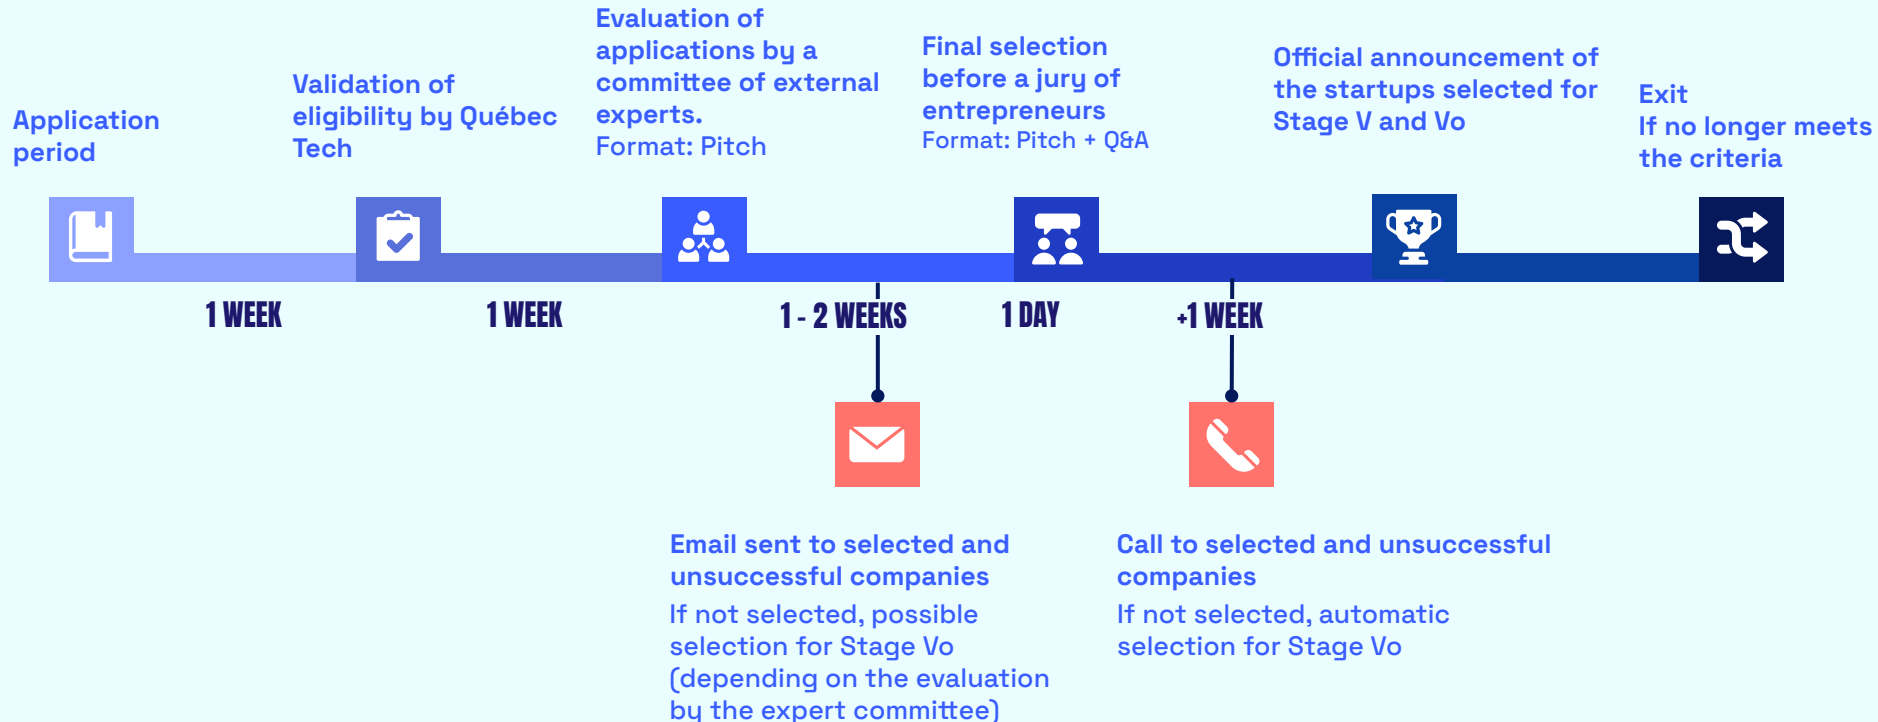 Application
period
Validation of
eligibility by Québec
Tech
Evaluation of
applications by a
committee of external
experts.
Format: Pitch
Final selection
before a jury of
entrepreneurs
Format: Pitch + Q&A
Official announcement of
the startups selected for
Stage V and Vo
Exit
If no longer meets
the criteria
1 WEEK
1 WEEK
1 - 2 WEEKS
1 DAY
+1 WEEK
Email sent to selected and
unsuccessful companies
If not selected, possible
selection for Stage Vo
(depending on the evaluation
by the expert committee)
Call to selected and unsuccessful
companies
If not selected, automatic
selection for Stage Vo